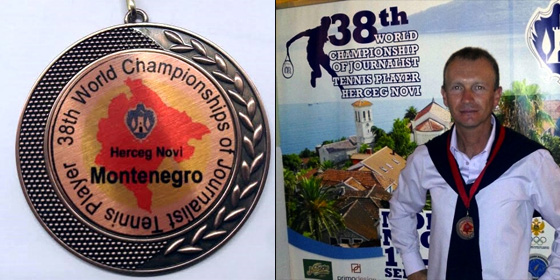 38th World Championships of Journalist Tennis Player
Herceg Novi
Montenegro
38th
WORLD
CHAMPIONSHIP
OF JOURNALIST
TENNIS PLAYER
HERCEG NOVI